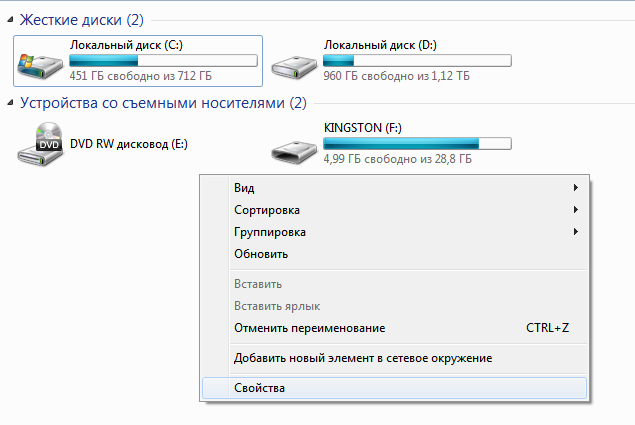 Жесткие диски (2)
Локальный диск (C:)
451 ГБ свободно из 712 ГБ
Локальный диск (D:)
960 ГБ свободно из 1,12 ТБ
Устройства со съемными носителями (2)
DVD
DVD RW дисковод (E:)
KINGSTON (F:)
4,99 ГБ свободно из 28,8 ГБ
Вид
Сортировка
Группировка
Обновить
Вставить
Вставить ярлык
Отменить переименование CTRL+Z
Добавить новый элемент в сетевое окружение
Свойства